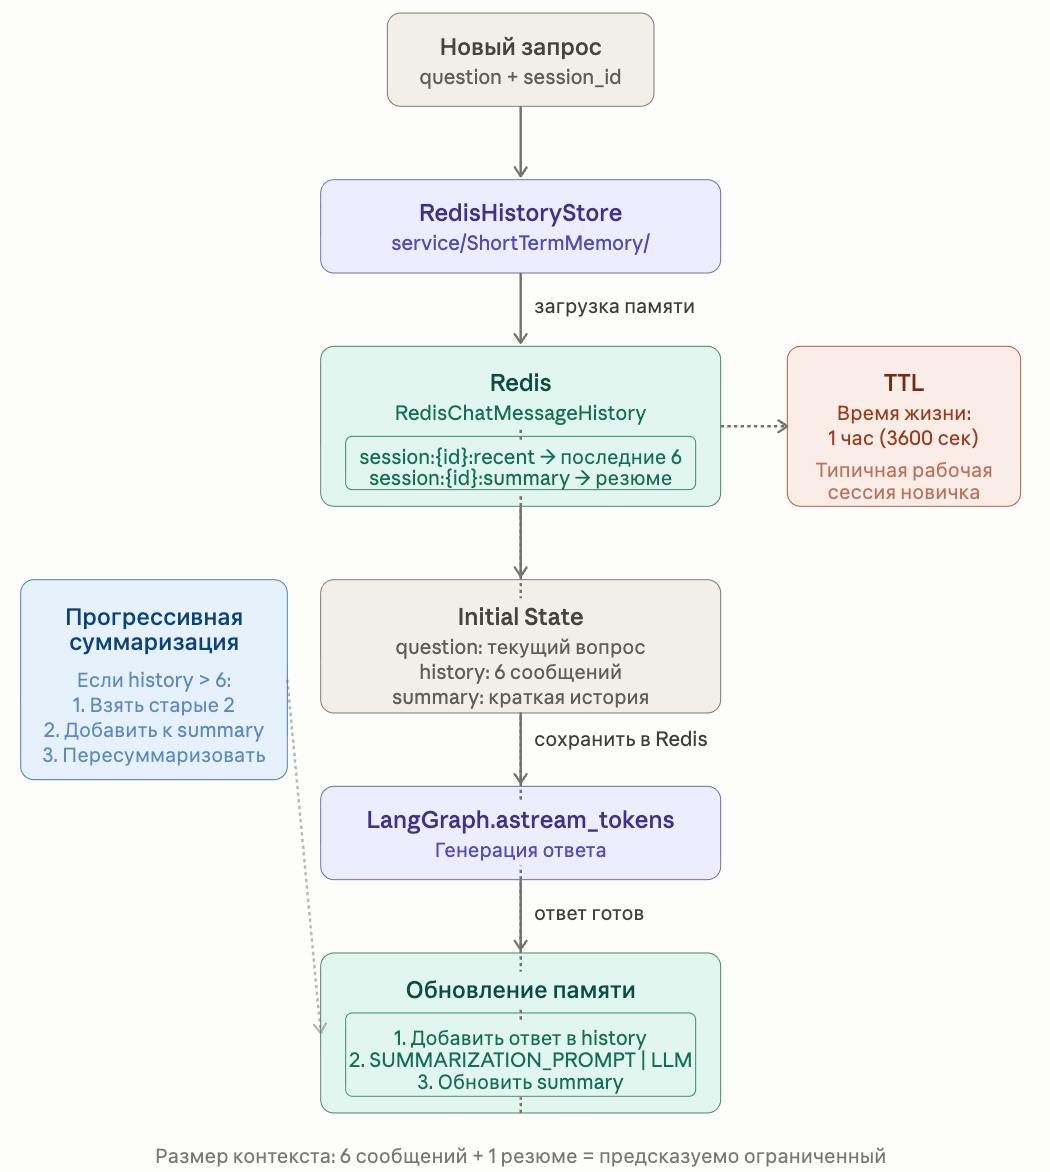 Новый запрос
question + session_id
RedisHistoryStore
service/ShortTermMemory/
загрузка памяти
Redis
RedisChatMessageHistory
session:{id}:recent → последние 6
session:{id}:summary → резюме
TTL
Время жизни:
1 час (3600 сек)
Типичная рабочая
сессия новичка
Прогрессивная
суммаризация
Если history > 6:
1. Взять старые 2
2. Добавить к summary
3. Пересуммаризовать
Initial State
question: текущий вопрос
history: 6 сообщений
summary: краткая история
сохранить в Redis
LangGraph.astream_tokens
Генерация ответа
ответ готов
Обновление памяти
1. Добавить ответ в history
2. SUMMARIZATION_PROMPT | LLM
3. Обновить summary
Размер контекста: 6 сообщений + 1 резюме = предсказуемо ограниченный